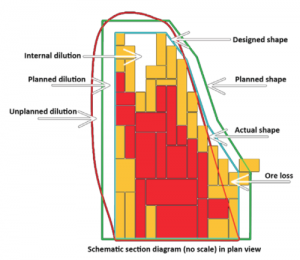 Designed shape
Internal dilution
Planned dilution
Planned shape
Unplanned dilution
Actual shape
Ore loss
Schematic section diagram (no scale) in plan view